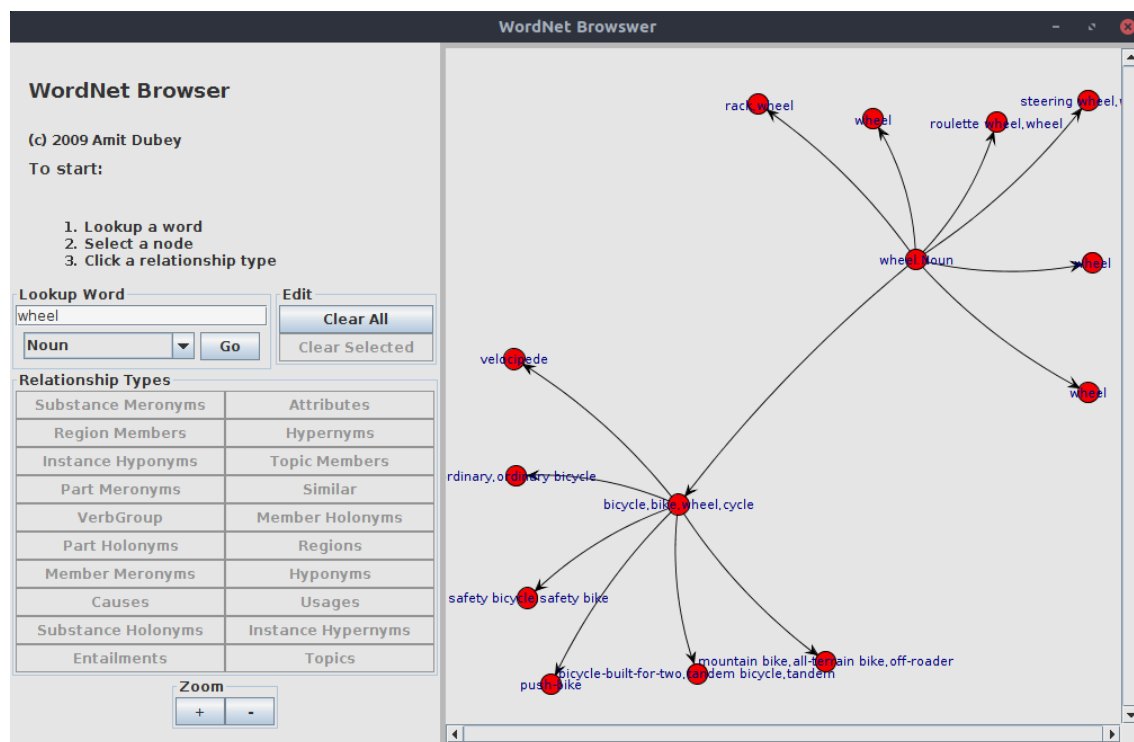 WordNet Browswer
WordNet Browser
(c) 2009 Amit Dubey
To start:
1. Lookup a word
2. Select a node
3. Click a relationship type
Lookup Word
Edit
wheel
Clear All
Noun
Go
Clear Selected
Relationship Types
Substance Meronyms
Attributes
Region Members
Hypernyms
Instance Hyponyms
Topic Members
Part Meronyms
Similar
VerbGroup
Member Holonyms
Part Holonyms
Regions
Member Meronyms
Hyponyms
Causes
Usages
Substance Holonyms
Instance Hypernyms
Entailments
Topics
Zoom
+
-
rack wheel
wheel
roulette wheel,wheel
steering wheel,
wheel,Noun
wheel
wheel
velocipede
rdinary,ordinary bicycle
bicycle,bike,wheel,cycle
safety bicycle,safety bike
mountain bike,all-terrain bike,off-roader
bicycle-built-for-two,tandem bicycle,tandem
push-bike